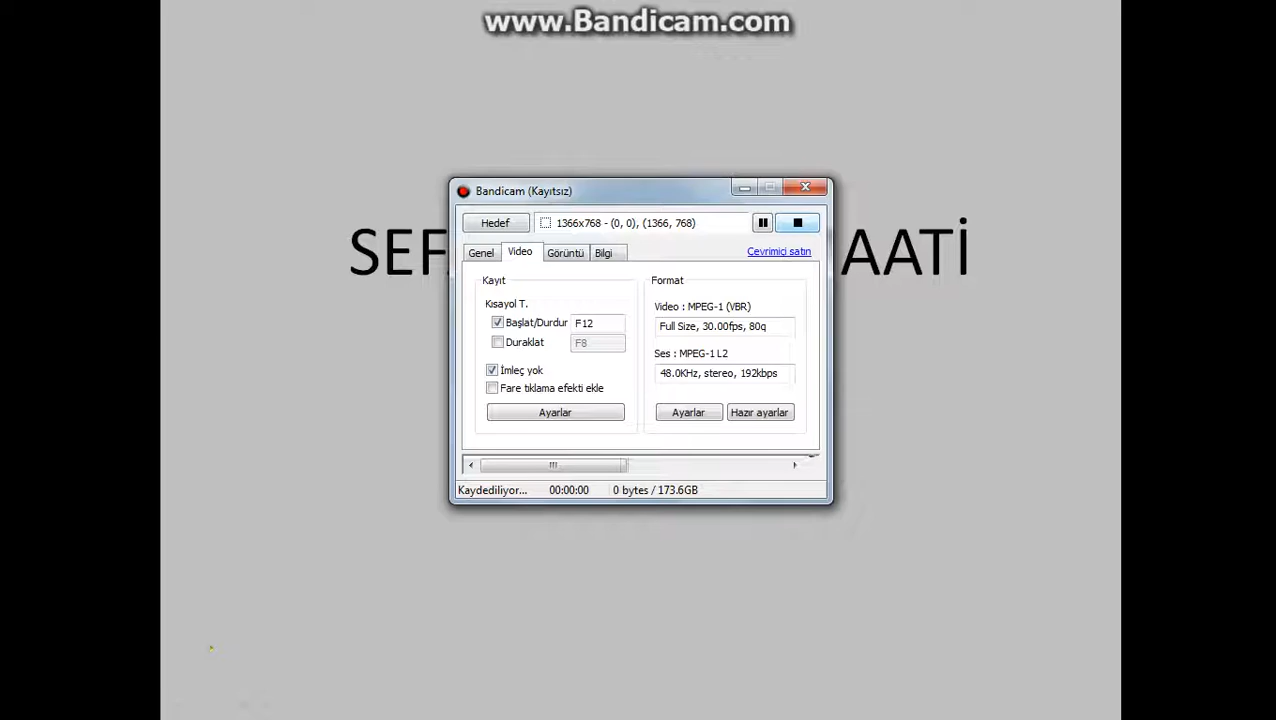 www.Bandicam.com
Bandicam (Kayıtsız)
Hedef 1366x768 - (0, 0), (1366, 768)
SEF AATİ
Genel Video Görüntü Bilgi Çevrimiçi satın
Kayıt
Kısayol T.
Başlat/Durdur F12
Duraklat F8
İmleç yok
Fare tıklama efekti ekle
Ayarlar
Format
Video : MPEG-1 (VBR)
Full Size, 30.00fps, 80q
Ses : MPEG-1 L2
48.0KHz, stereo, 192kbps
Ayarlar Hazır ayarlar
Kaydediliyor... 00:00:00 0 bytes / 173.6GB